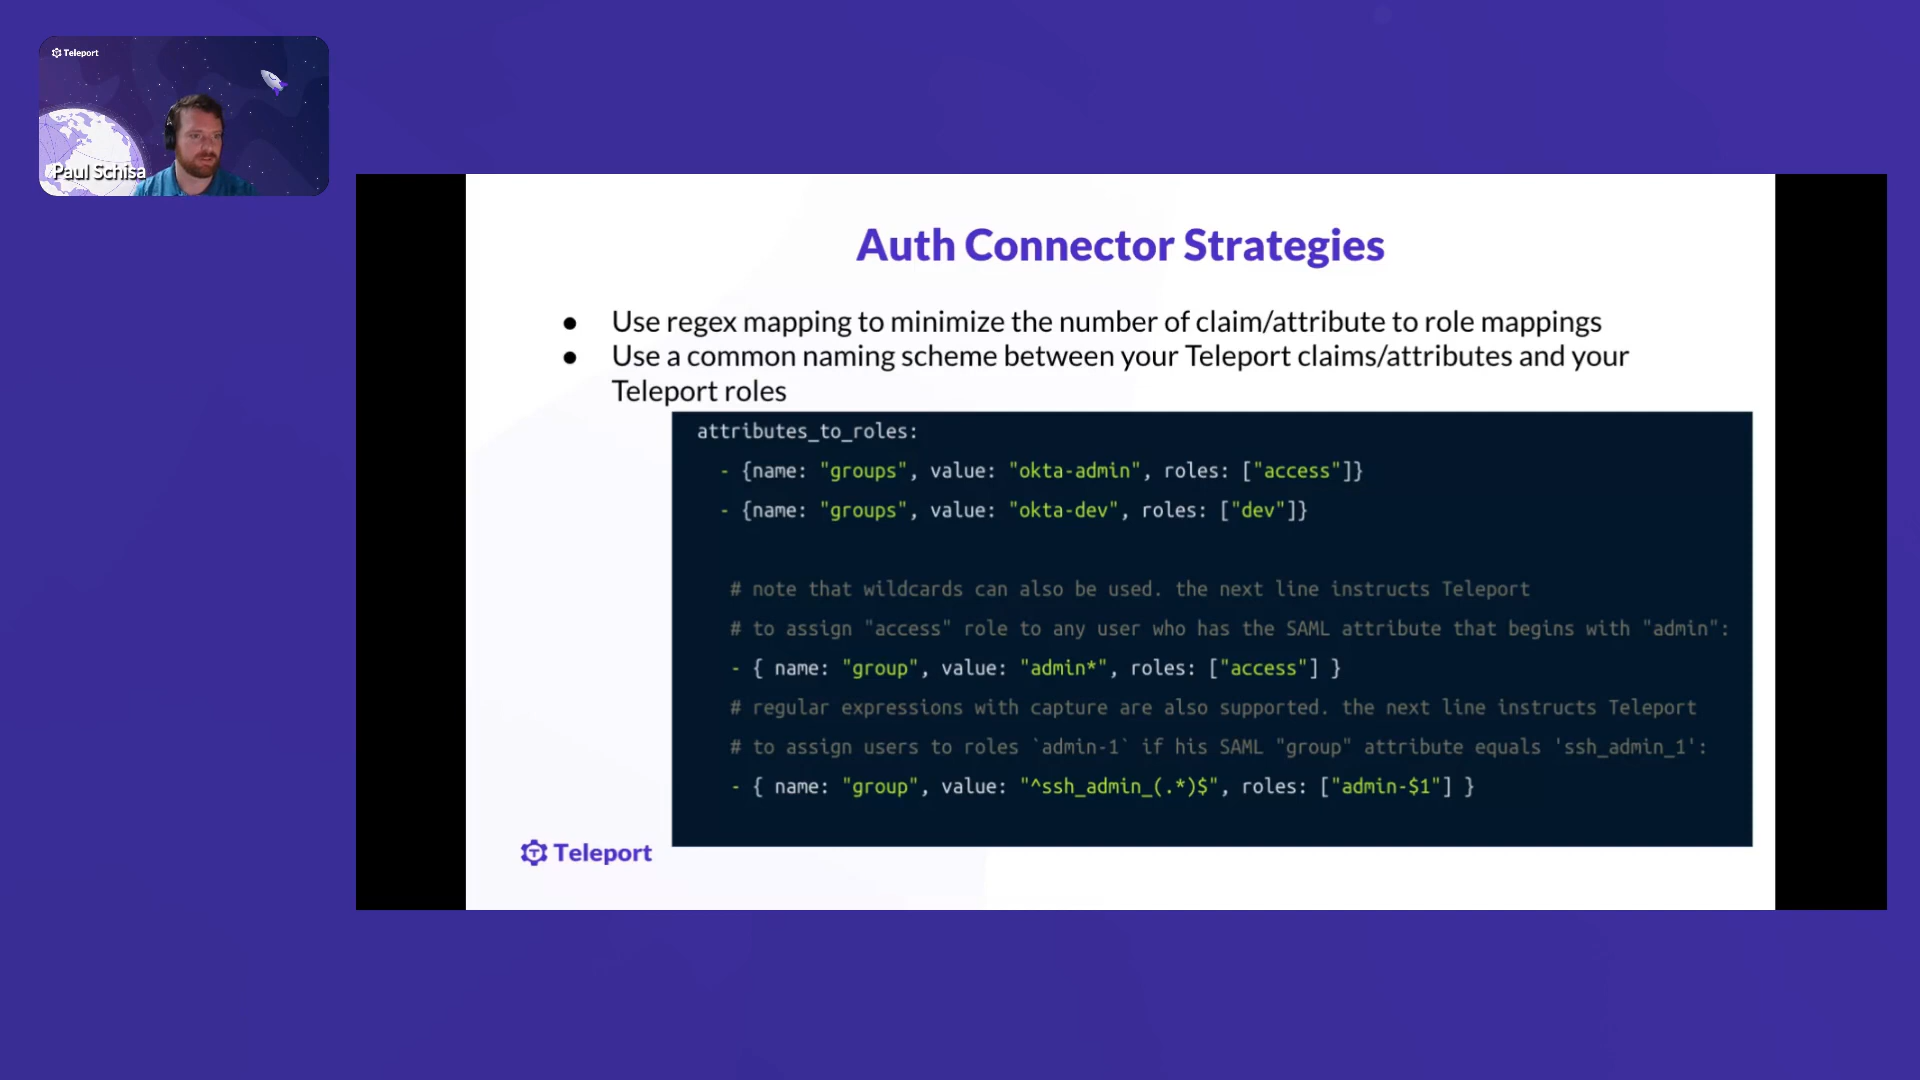 Teleport
Paul Schisa
Auth Connector Strategies
● Use regex mapping to minimize the number of claim/attribute to role mappings
● Use a common naming scheme between your Teleport claims/attributes and your
Teleport roles
attributes_to_roles:
- {name: "groups", value: "okta-admin", roles: ["access"]}
- {name: "groups", value: "okta-dev", roles: ["dev"]}
# note that wildcards can also be used. the next line instructs Teleport
# to assign "access" role to any user who has the SAML attribute that begins with "admin":
- { name: "group", value: "admin*", roles: ["access"] }
# regular expressions with capture are also supported. the next line instructs Teleport
# to assign users to roles `admin-1` if his SAML "group" attribute equals 'ssh_admin_1':
- { name: "group", value: "^ssh_admin_(.*)$", roles: ["admin-$1"] }
Teleport